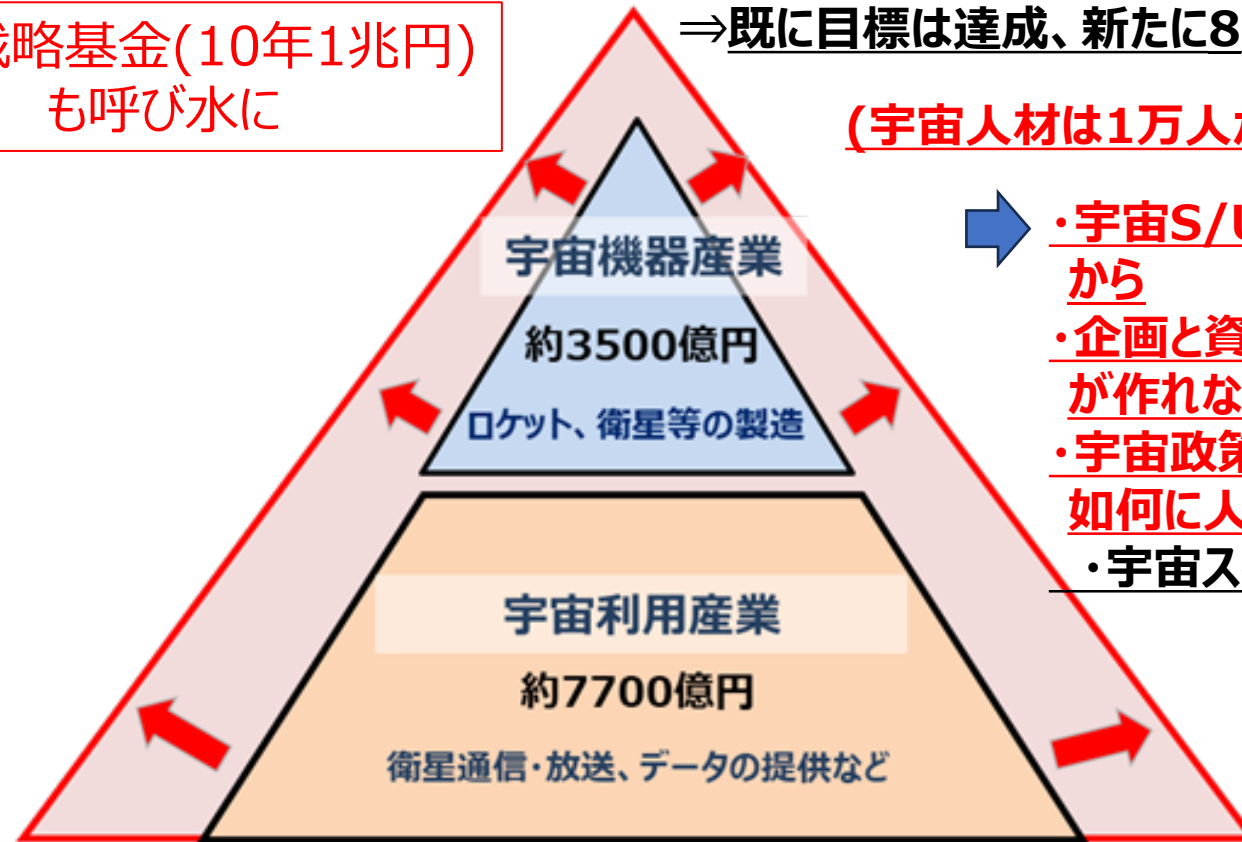 略基金(10年1兆円)
も呼び水に
⇒既に目標は達成、新たに8
(宇宙人材は1万人
・宇宙S/U
から
・企画と資
が作れな
・宇宙政策
如何に人
・宇宙ス
宇宙機器産業
約3500億円
ロケット、衛星等の製造
宇宙利用産業
約7700億円
衛星通信・放送、データの提供など